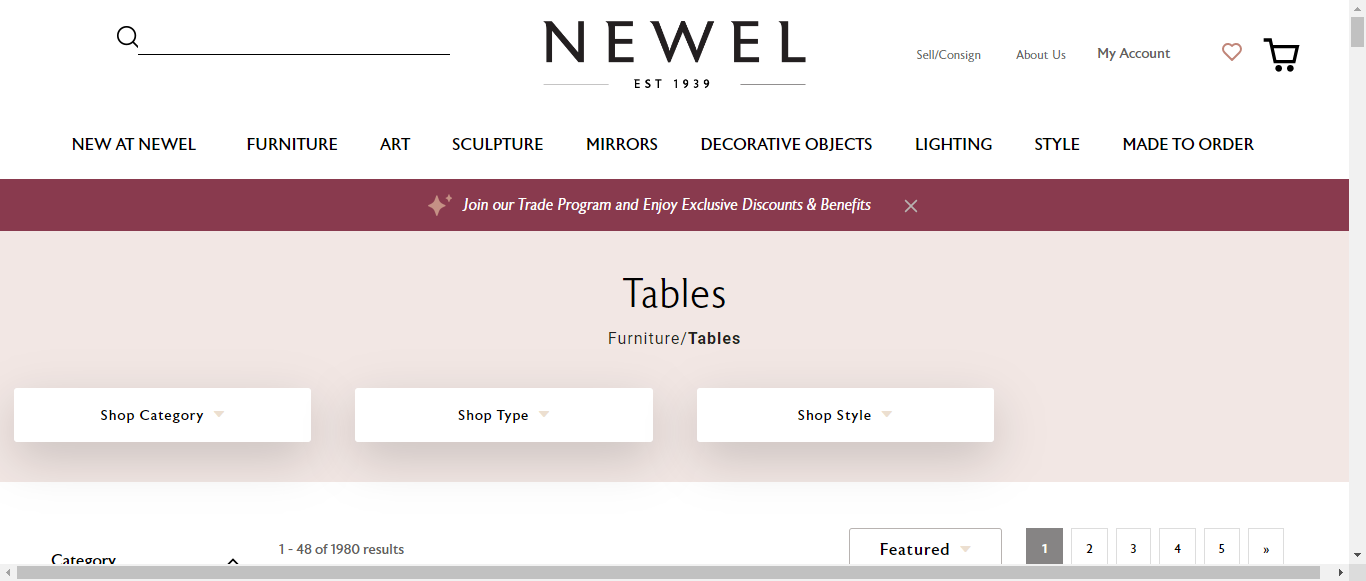 NEWEL
EST 1939
Sell/Consign
About Us
My Account
NEW AT NEWEL
FURNITURE
ART
SCULPTURE
MIRRORS
DECORATIVE OBJECTS
LIGHTING
STYLE
MADE TO ORDER
Join our Trade Program and Enjoy Exclusive Discounts & Benefits
Tables
Furniture/Tables
Shop Category
Shop Type
Shop Style
Category
1 - 48 of 1980 results
Featured
1
2
3
4
5
»